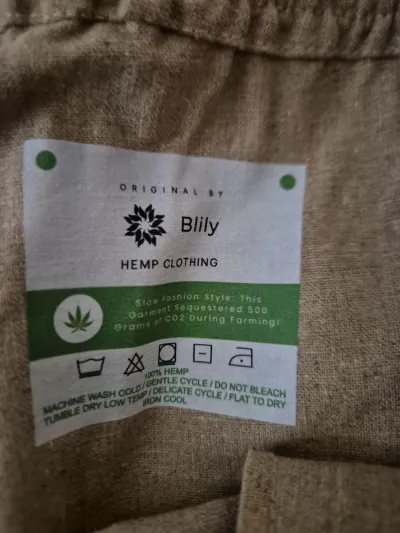 ORIGINAL BY
Blily
HEMP CLOTHING
Slow Fashion Style: This
Garment Sequestered 500
Grams of CO2 During Farming!
100% HEMP
MACHINE WASH COLD / GENTLE CYCLE / DO NOT BLEACH
TUMBLE DRY LOW TEMP / DELICATE CYCLE / FLAT TO DRY
IRON COOL